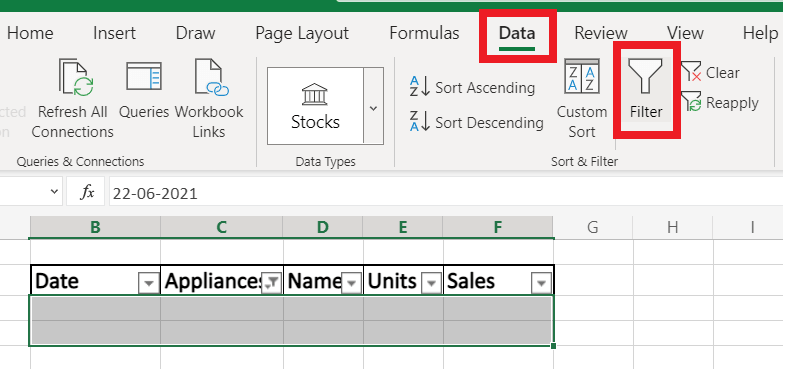 Home Insert Draw Page Layout Formulas Data Review View Help
cted Refresh All Queries Workbook Stocks Sort Ascending Custom Filter Clear
on Connections Links Sort Descending Sort Reapply
Queries & Connections Data Types Sort & Filter
fx 22-06-2021
B C D E F G H I
Date Appliances Name Units Sales